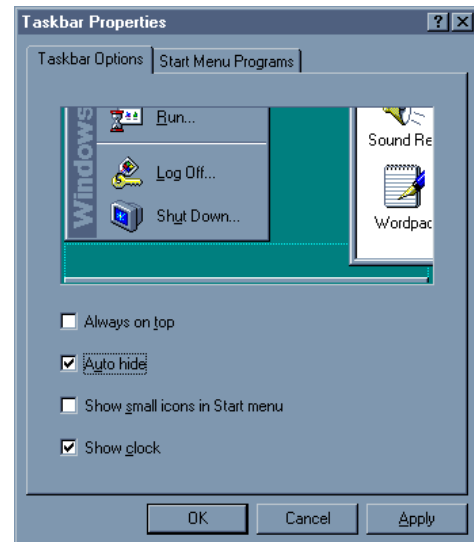 Taskbar Properties
Taskbar Options Start Menu Programs
Windows
Run...
Log Off...
Shut Down...
Sound Re
Wordpac
Always on top
Auto hide
Show small icons in Start menu
Show clock
OK Cancel Apply